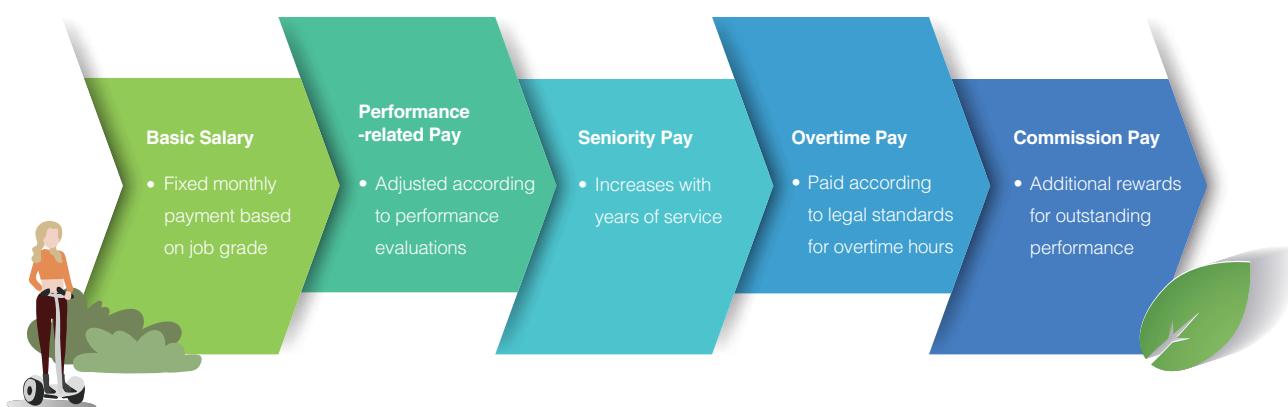 Basic Salary
• Fixed monthly
payment based
on job grade
Performance
-related Pay
• Adjusted according
to performance
evaluations
Seniority Pay
• Increases with
years of service
Overtime Pay
• Paid according
to legal standards
for overtime hours
Commission Pay
• Additional rewards
for outstanding
performance